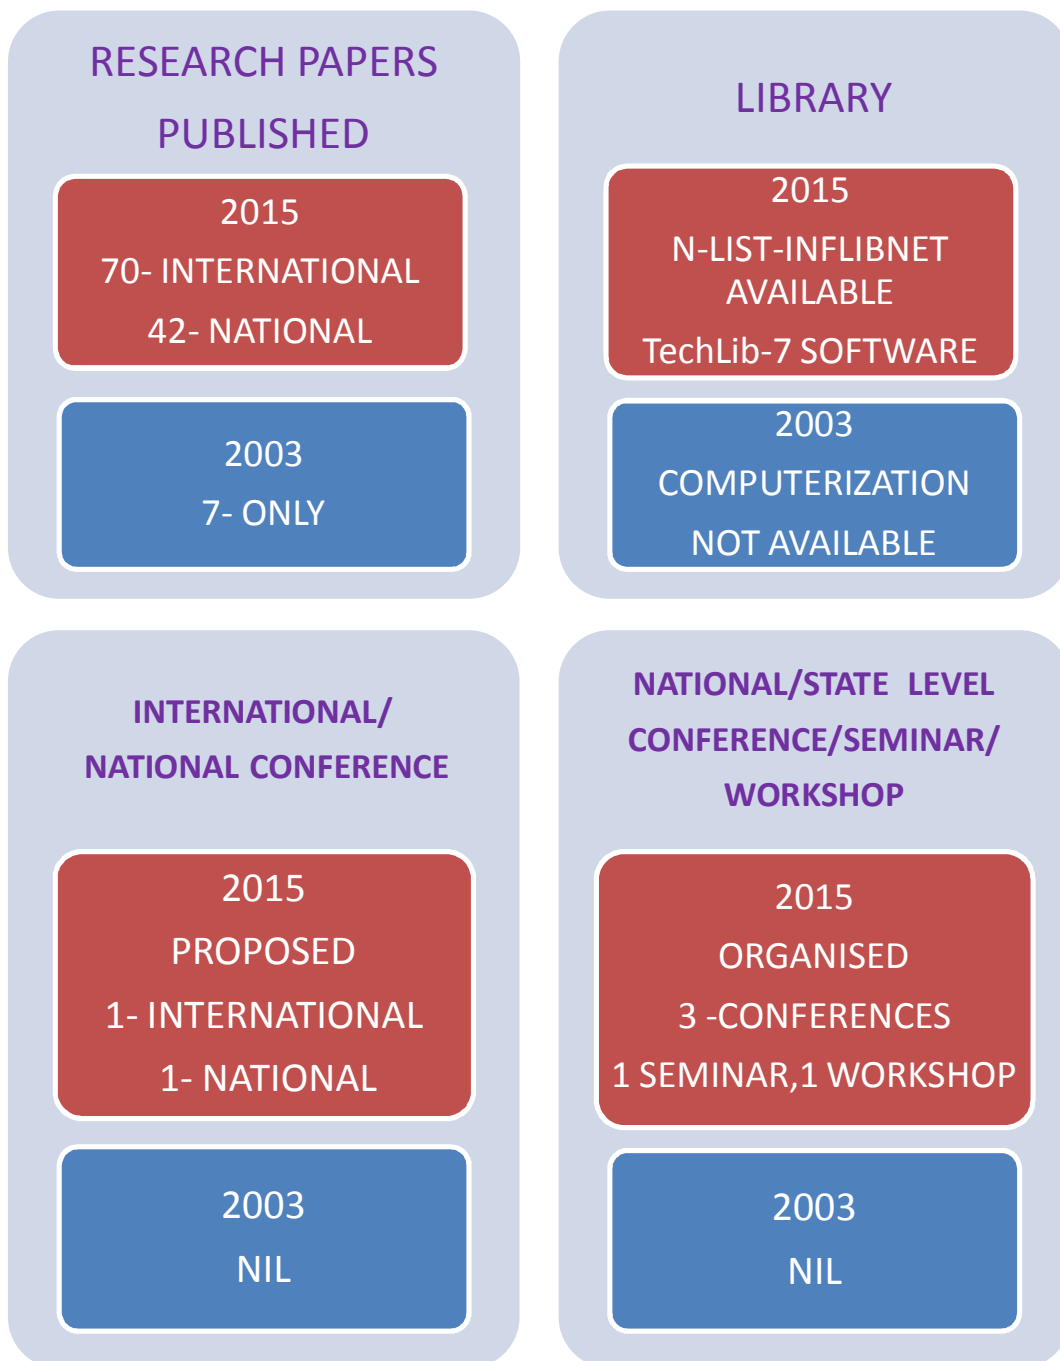 RESEARCH PAPERS
PUBLISHED
2015
70- INTERNATIONAL
42- NATIONAL
2003
7- ONLY
LIBRARY
2015
N-LIST-INFLIBNET
AVAILABLE
TechLib-7 SOFTWARE
2003
COMPUTERIZATION
NOT AVAILABLE
INTERNATIONAL/
NATIONAL CONFERENCE
2015
PROPOSED
1- INTERNATIONAL
1- NATIONAL
2003
NIL
NATIONAL/STATE LEVEL
CONFERENCE/SEMINAR/
WORKSHOP
2015
ORGANISED
3 -CONFERENCES
1 SEMINAR,1 WORKSHOP
2003
NIL